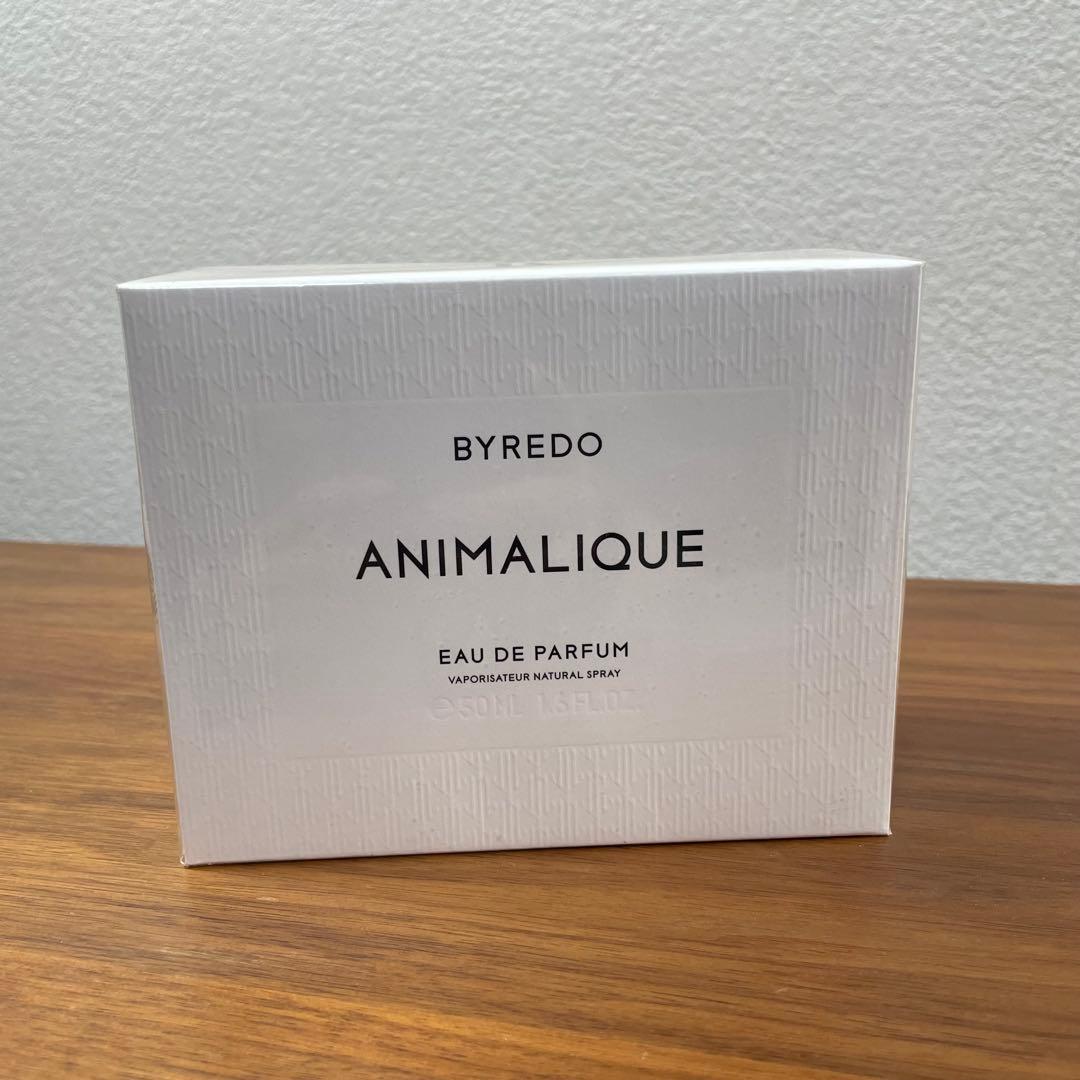 BYREDO
ANIMALIQUE
EAU DE PARFUM
VAPORISATEUR NATURAL SPRAY
℮50ML 1.6FL.OZ.